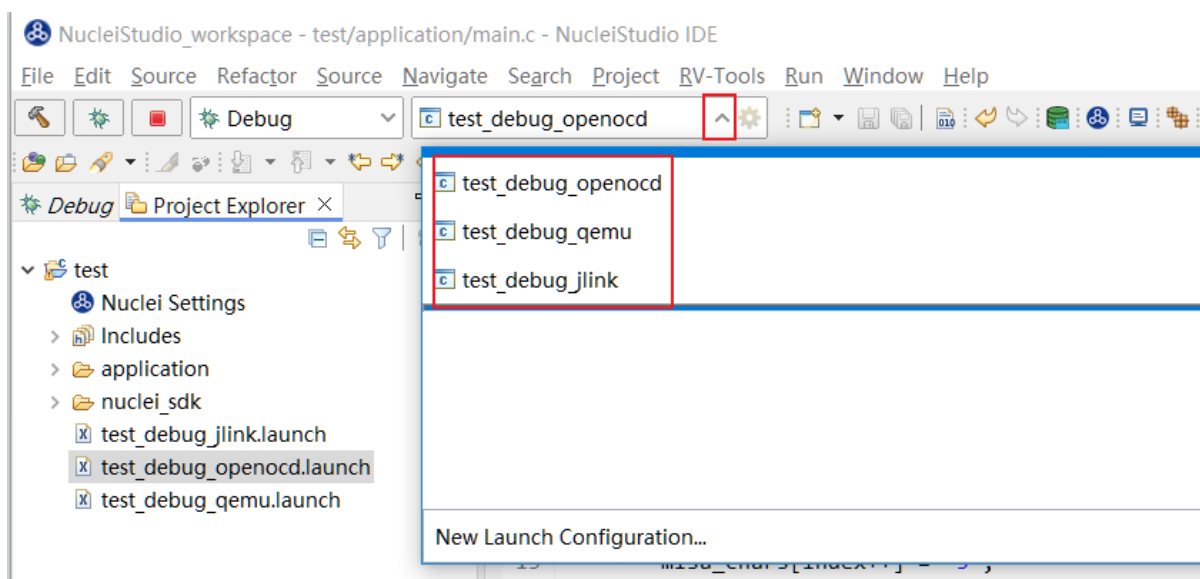 NucleiStudio_workspace - test/application/main.c - NucleiStudio IDE
File Edit Source Refactor Source Navigate Search Project RV-Tools Run Window Help
Debug test_debug_openocd
010
test_debug_openocd
Debug Project Explorer
test_debug_qemu
test_debug_jlink
test
Nuclei Settings
Includes
application
nuclei_sdk
test_debug_jlink.launch
test_debug_openocd.launch
test_debug_qemu.launch
New Launch Configuration...